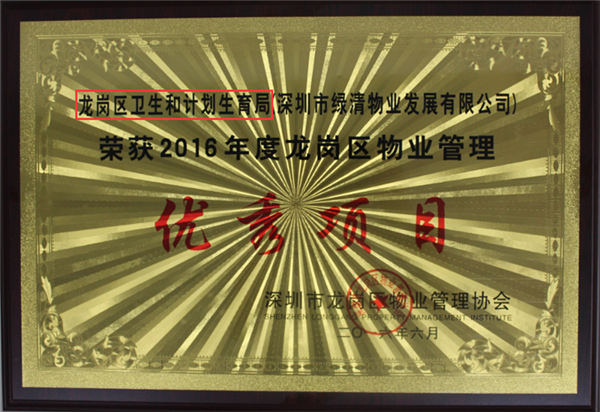 龙岗区卫生和计划生育局(深圳市绿清物业发展有限公司)
荣获2016年度龙岗区物业管理
优秀项目
深圳市龙岗区物业管理协会
SHENZHEN LONGGANG PROPERTY MANAGEMENT INSTITUTE
二〇一六年六月